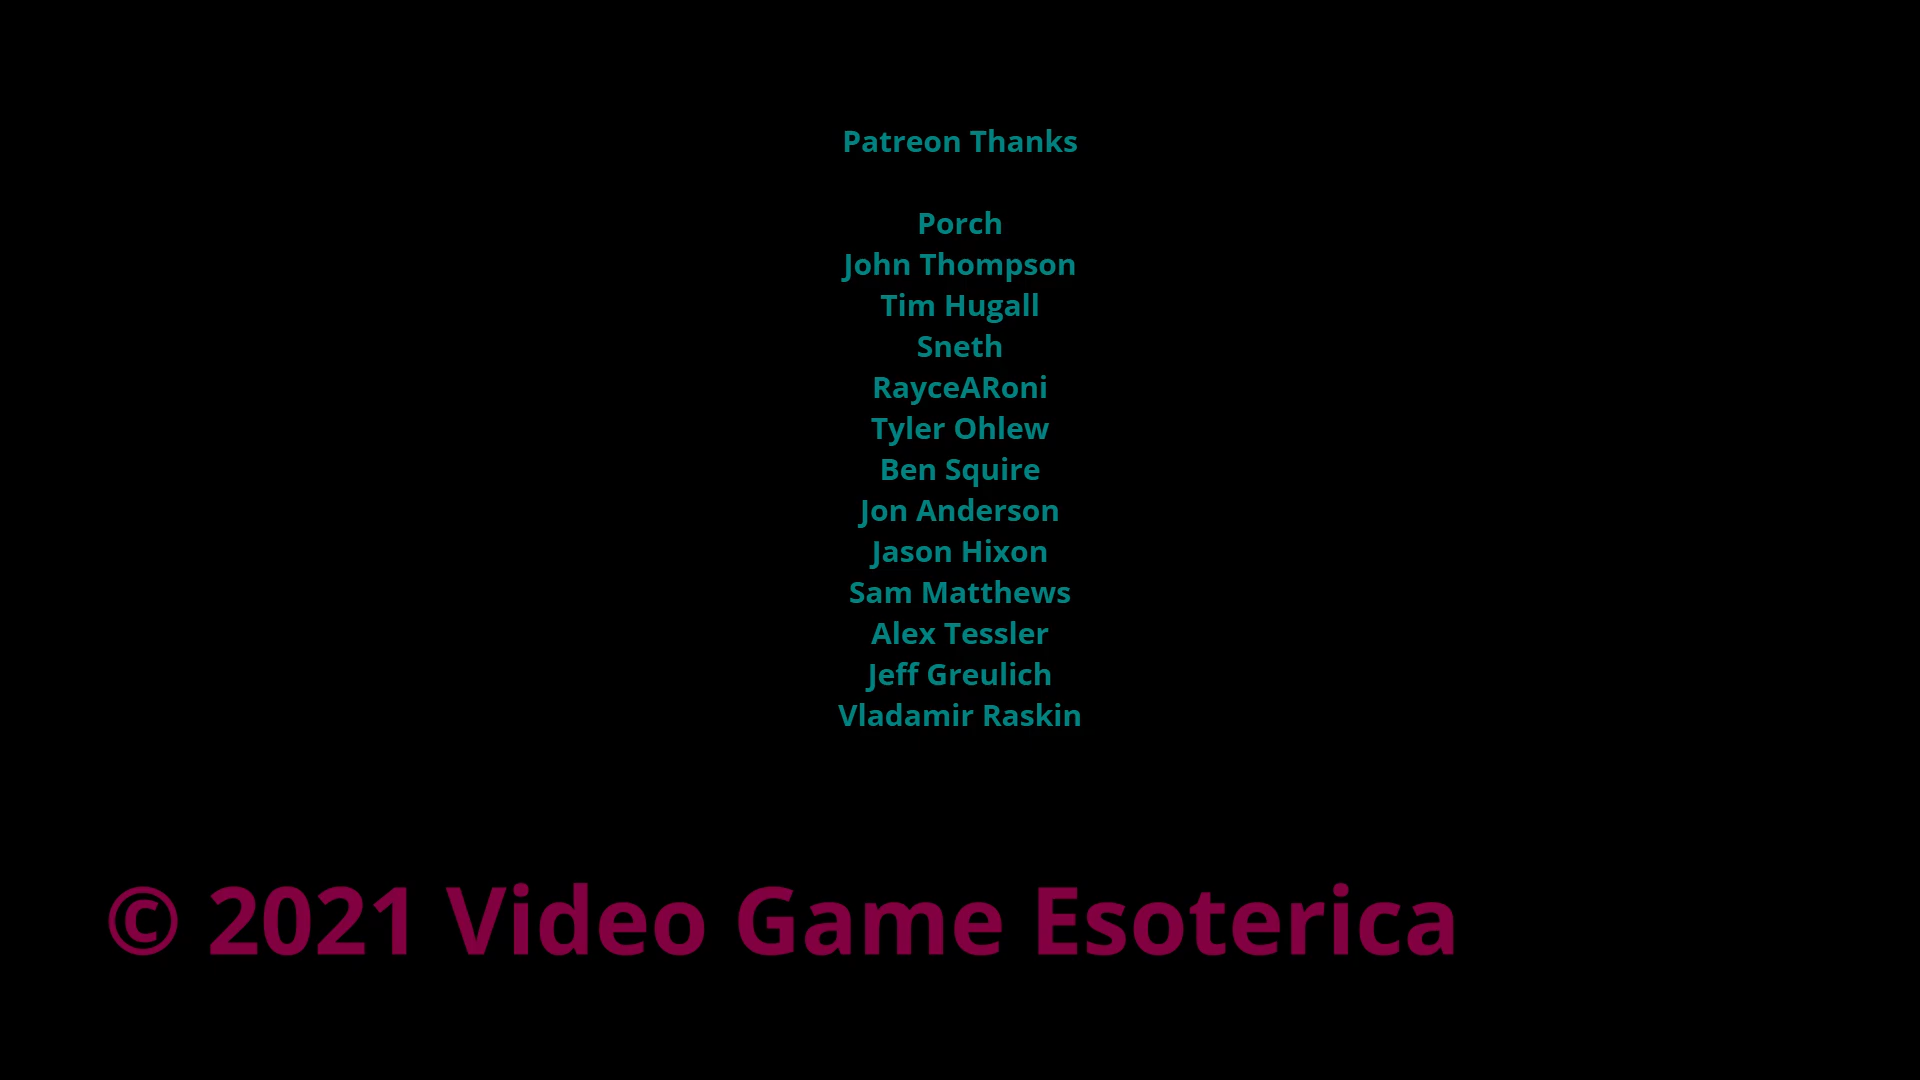 Patreon Thanks
Porch
John Thompson
Tim Hugall
Sneth
RayceARoni
Tyler Ohlew
Ben Squire
Jon Anderson
Jason Hixon
Sam Matthews
Alex Tessler
Jeff Greulich
Vladamir Raskin
© 2021 Video Game Esoterica